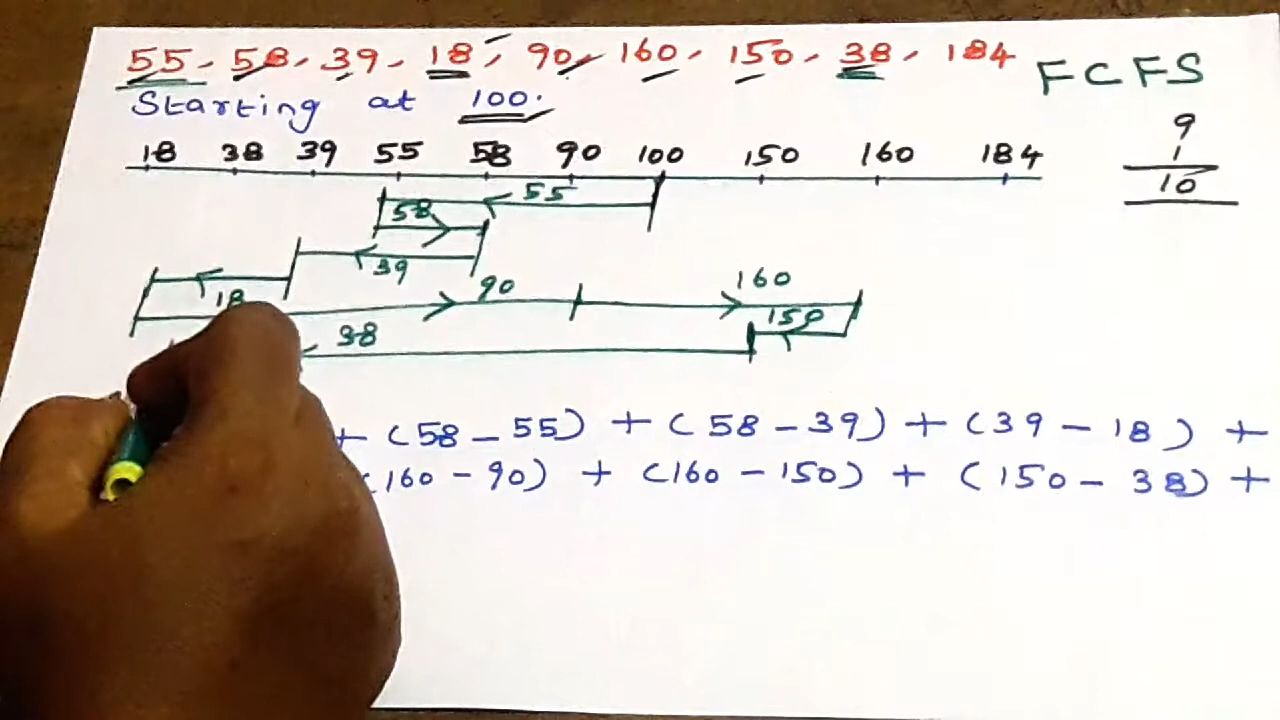 55, 58, 39, 18, 90, 160, 150, 38, 184
FCFS
Starting at 100.
9
1
10
18 38 39 55 58 90 100 150 160 184
55
58
39
18
90
160
150
38
+ (58 - 55) + (58 - 39) + (39 - 18) +
(160 - 90) + (160 - 150) + (150 - 38) +